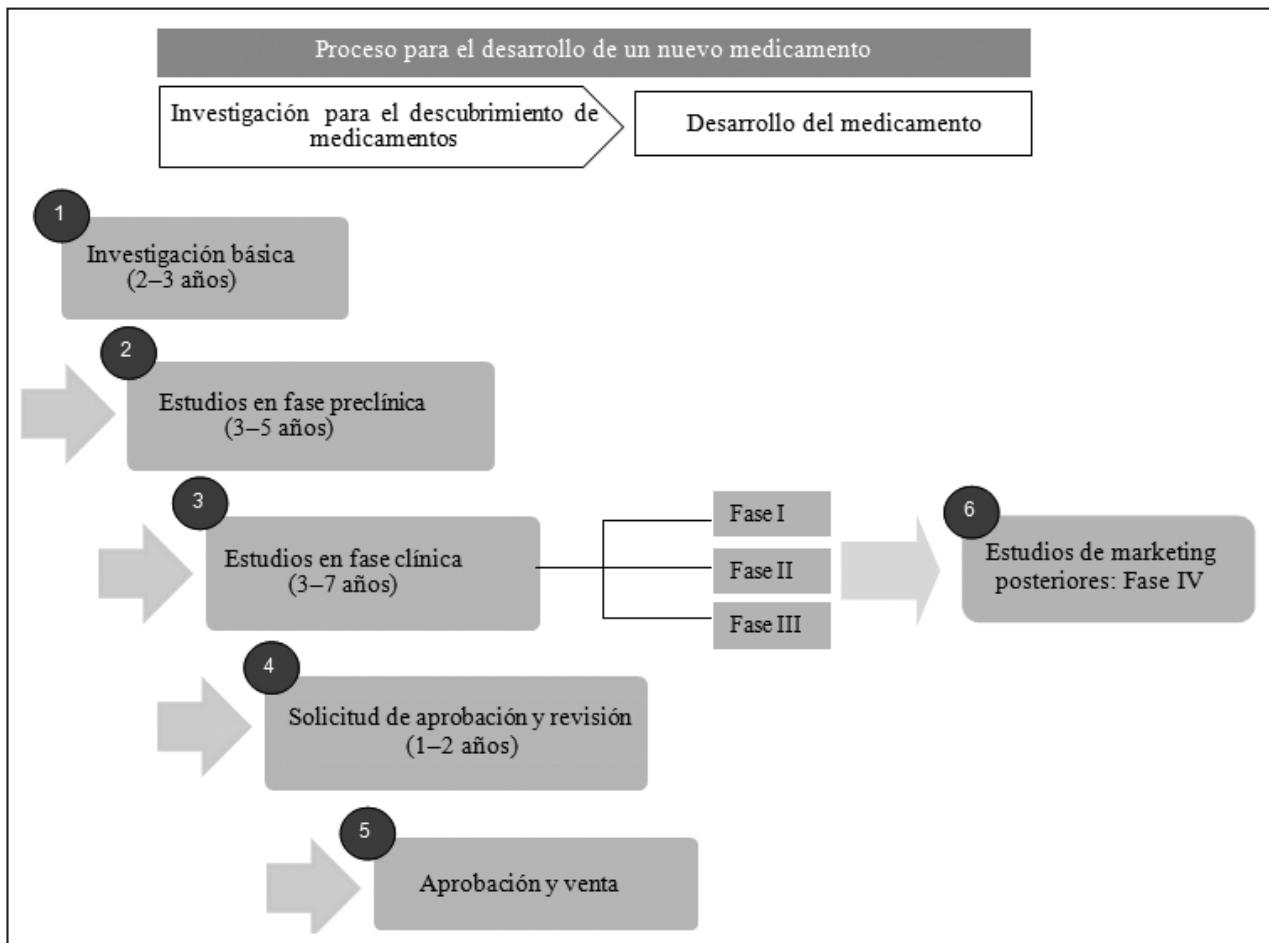 Proceso para el desarrollo de un nuevo medicamento
Investigación para el descubrimiento de
medicamentos
Desarrollo del medicamento
1
Investigación básica
(2–3 años)
2
Estudios en fase preclínica
(3–5 años)
3
Estudios en fase clínica
(3–7 años)
Fase I
Fase II
Fase III
6
Estudios de marketing
posteriores: Fase IV
4
Solicitud de aprobación y revisión
(1–2 años)
5
Aprobación y venta